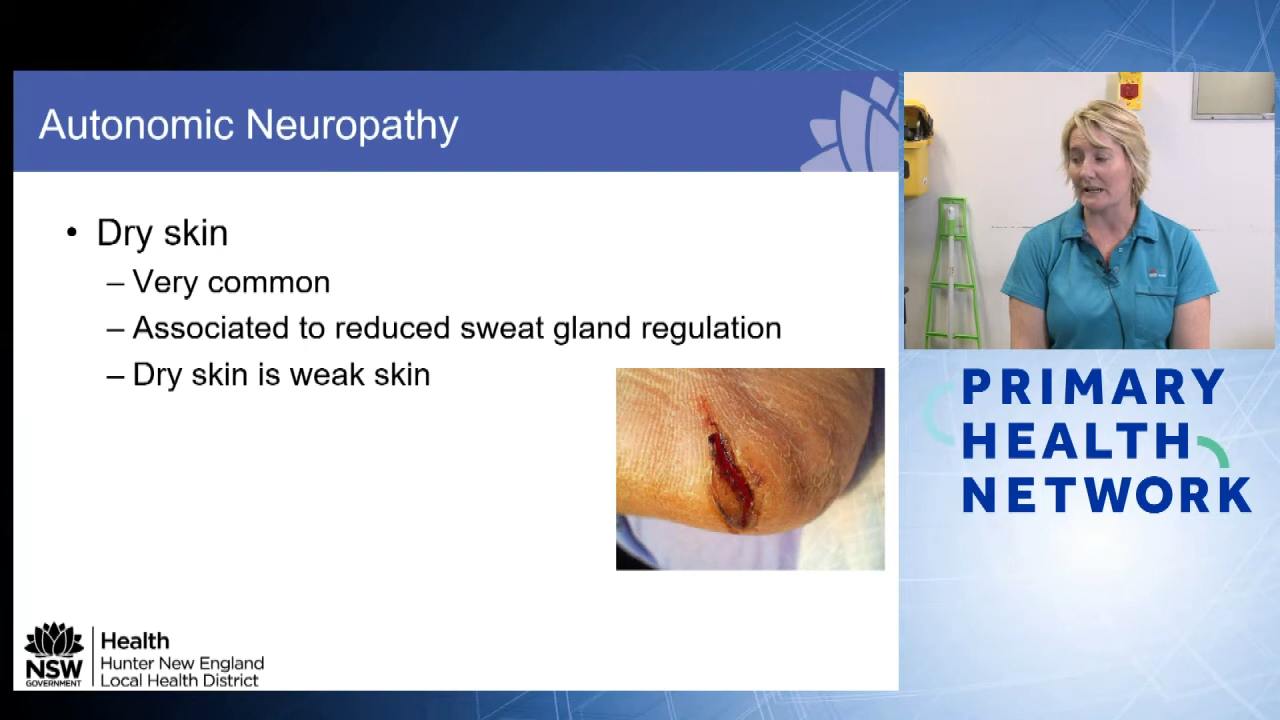 Autonomic Neuropathy
• Dry skin
– Very common
– Associated to reduced sweat gland regulation
– Dry skin is weak skin
NSW
GOVERNMENT
Health
Hunter New England
Local Health District
PRIMARY
HEALTH
NETWORK